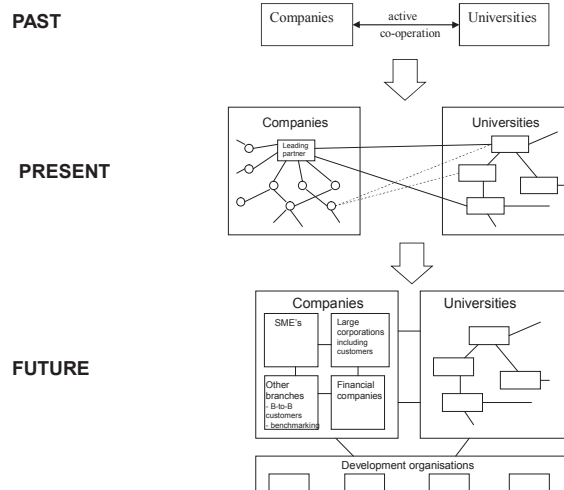 PAST
Companies
active
co-operation
Universities
PRESENT
Companies
Universities
Leading
partner
FUTURE
Companies
Universities
SME's
Large
corporations
including
customers
Other
branches
- B-to-B
customers
- benchmarking
Financial
companies
Development organisations